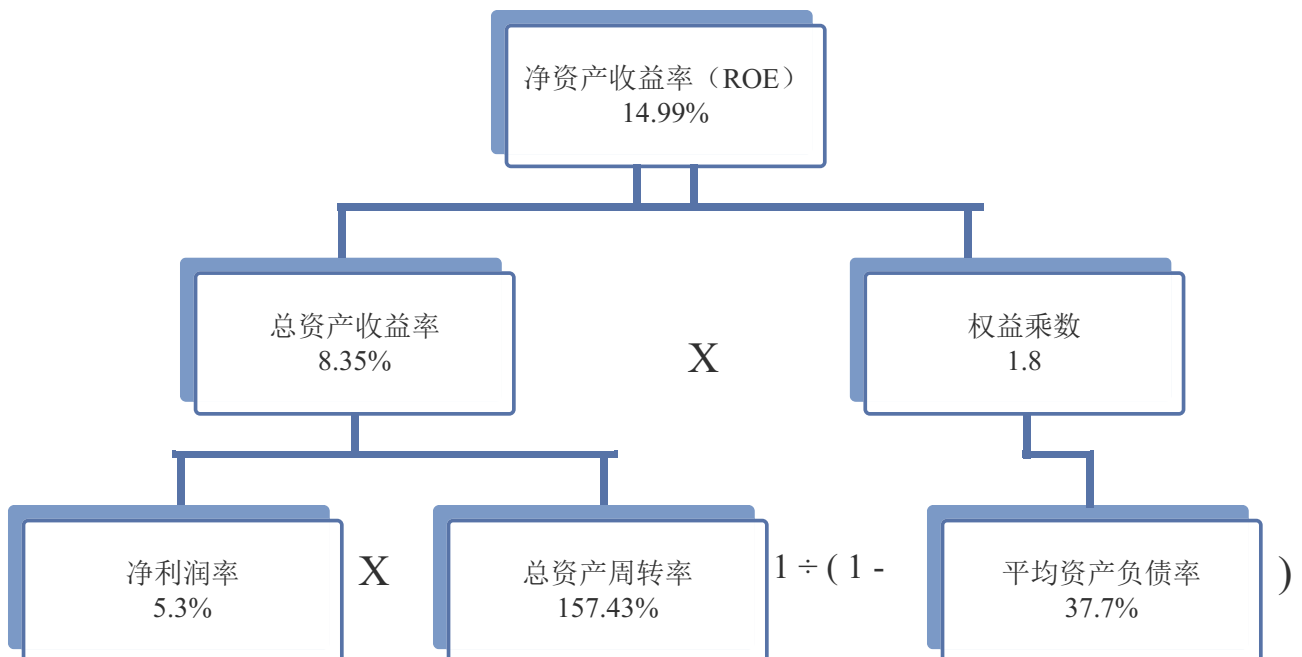 净资产收益率（ROE）
14.99%
总资产收益率
8.35%
X
权益乘数
1.8
净利润率
5.3%
X
总资产周转率
157.43%
1 ÷ ( 1 -
平均资产负债率
37.7%
)